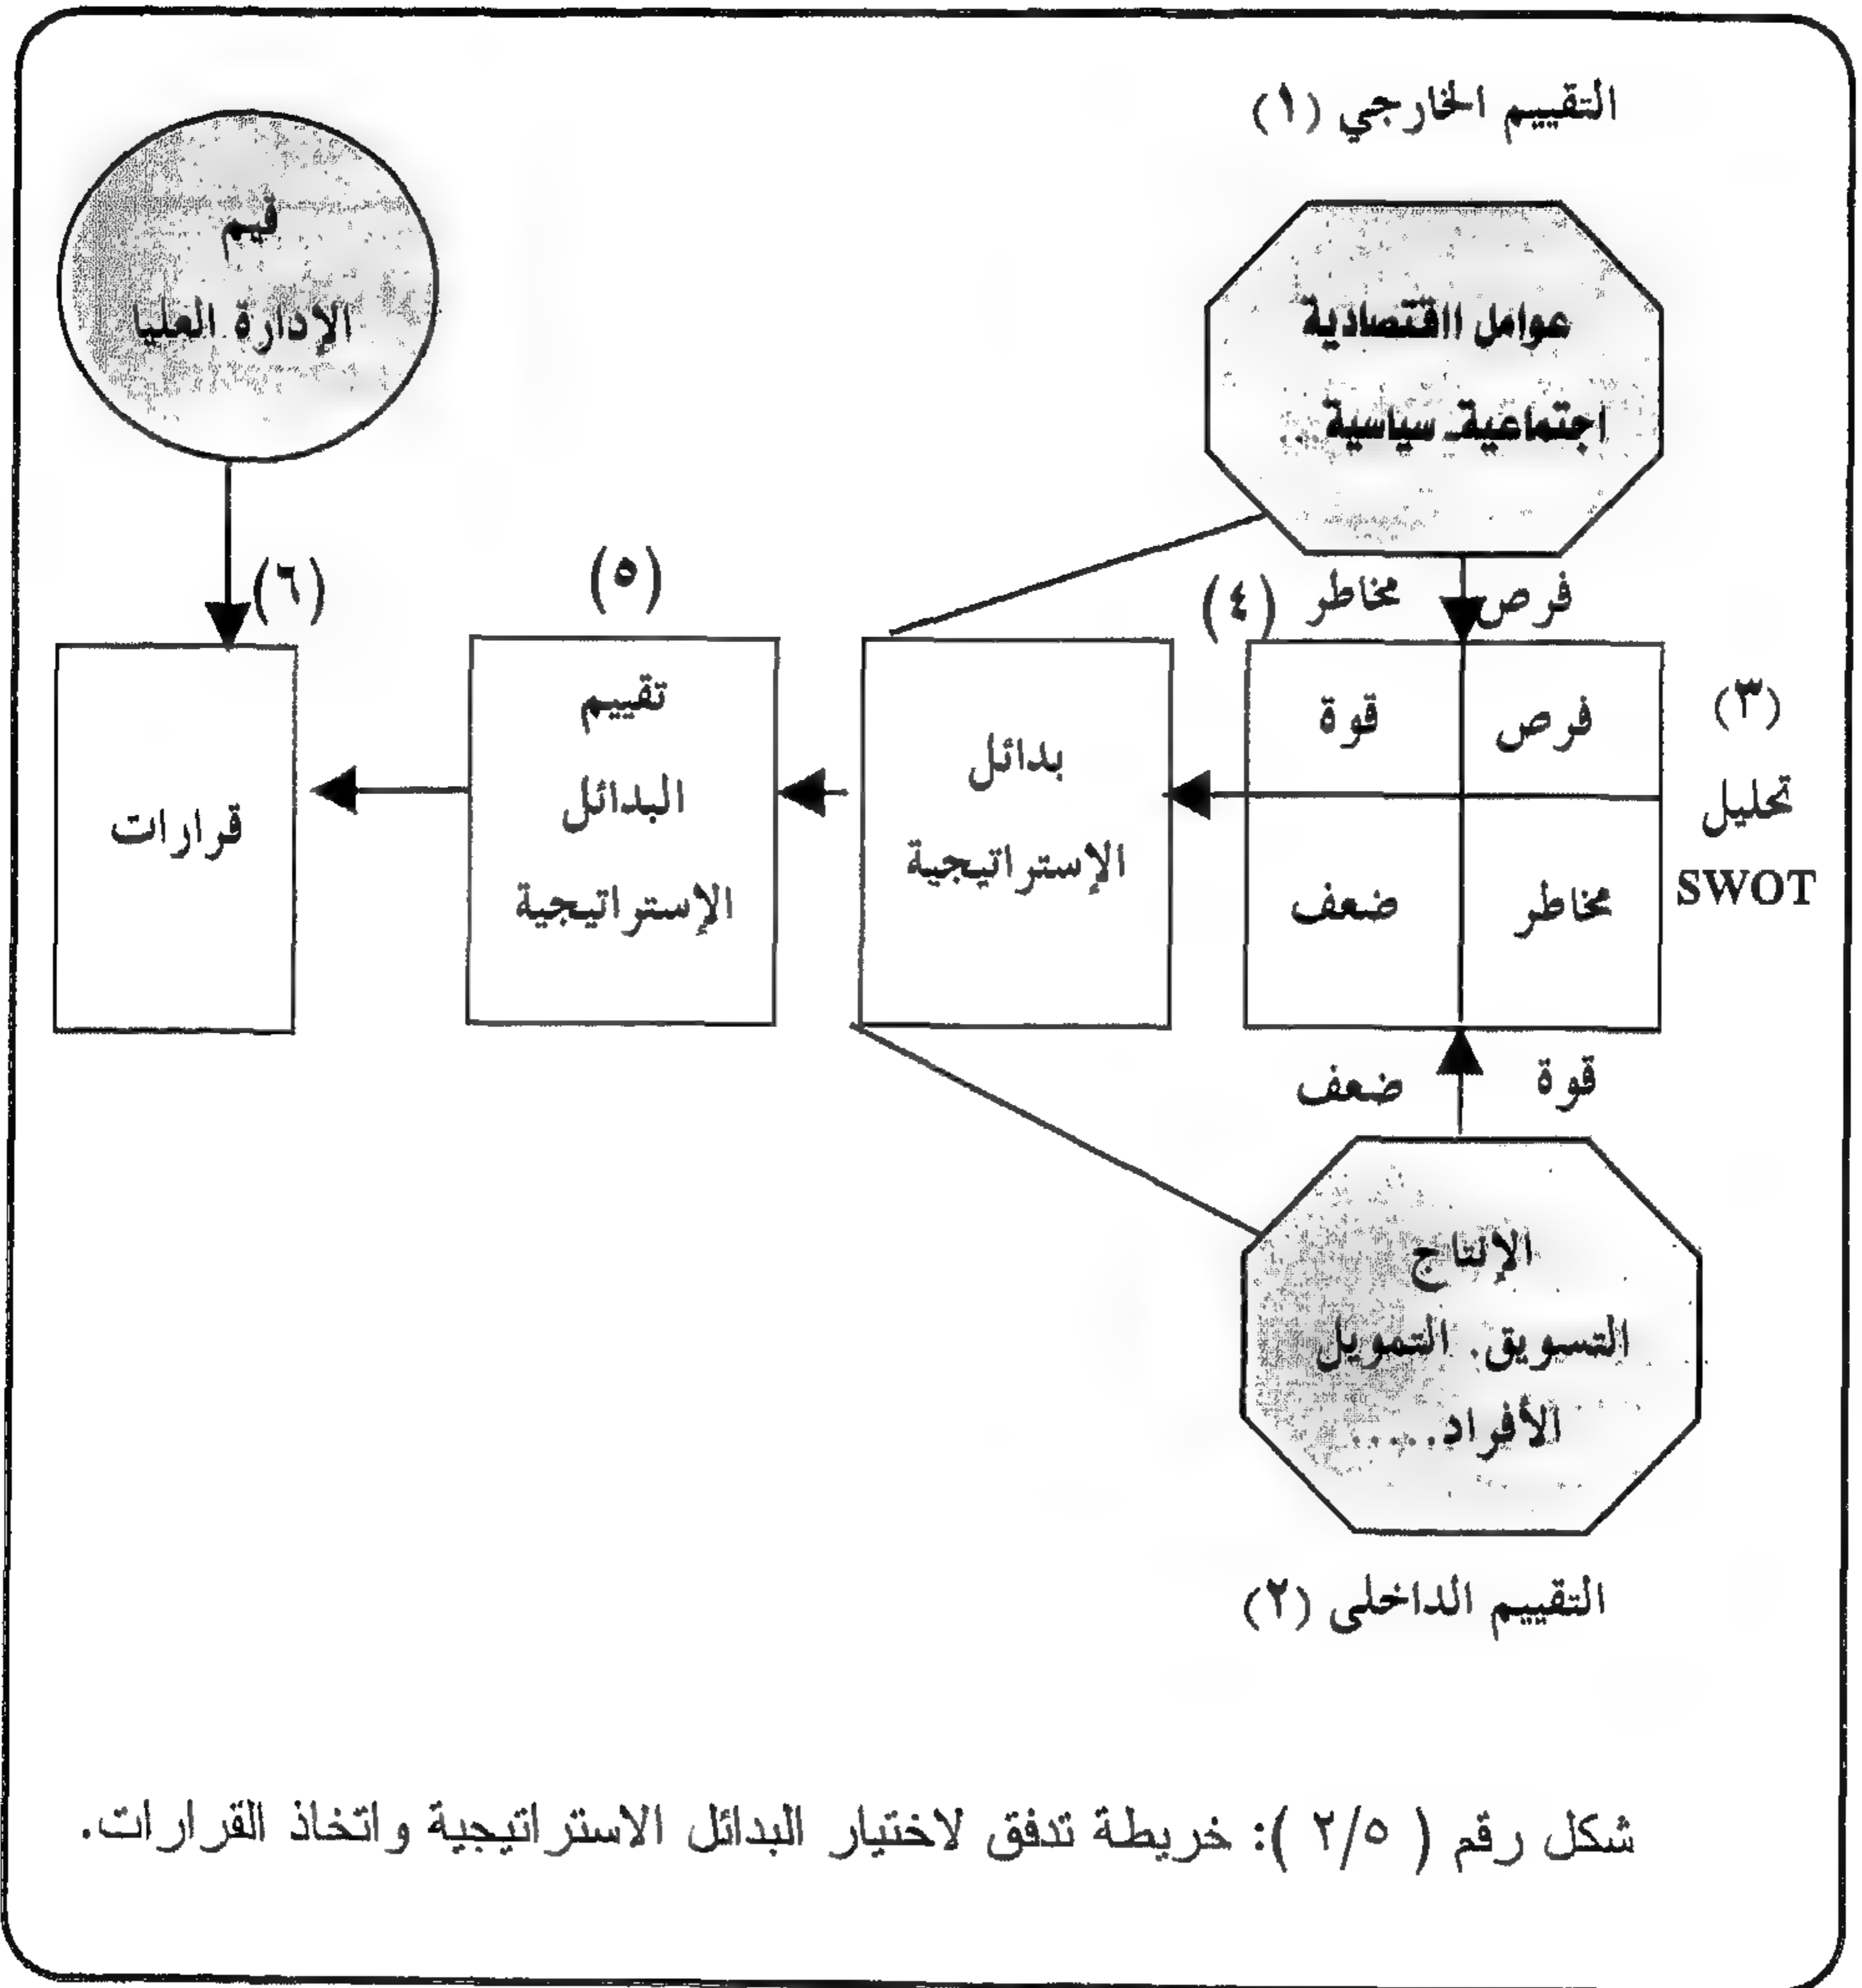 التقييم الخارجي (١)
عوامل ااقتصادية
اجتماعية سياسية...
قيم
الإدارة العليا
فرص
مخاطر
(٤)
(٥)
(٦)
(٣)
تحليل
SWOT
فرص
قوة
مخاطر
ضعف
بدائل
الإستراتيجية
تقييم
البدائل
الإستراتيجية
قرارات
قوة
ضعف
الإنتاج
التسويق. التمويل
الأفراد.....
التقييم الداخلى (٢)
شكل رقم ( ٢/٥ ): خريطة تدفق لاختيار البدائل الاستراتيجية واتخاذ القرارات.